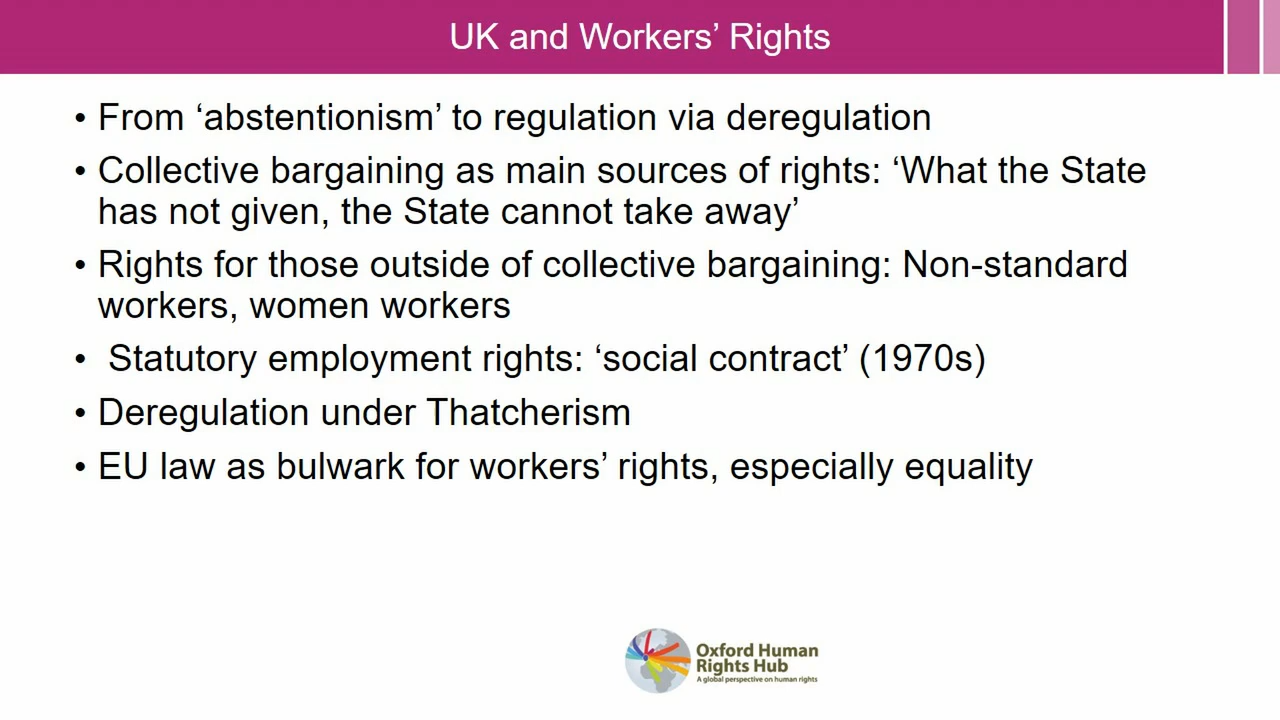 UK and Workers’ Rights
• From ‘abstentionism’ to regulation via deregulation
• Collective bargaining as main sources of rights: ‘What the State
has not given, the State cannot take away’
• Rights for those outside of collective bargaining: Non-standard
workers, women workers
• Statutory employment rights: ‘social contract’ (1970s)
• Deregulation under Thatcherism
• EU law as bulwark for workers’ rights, especially equality
Oxford Human
Rights Hub
A global perspective on human rights